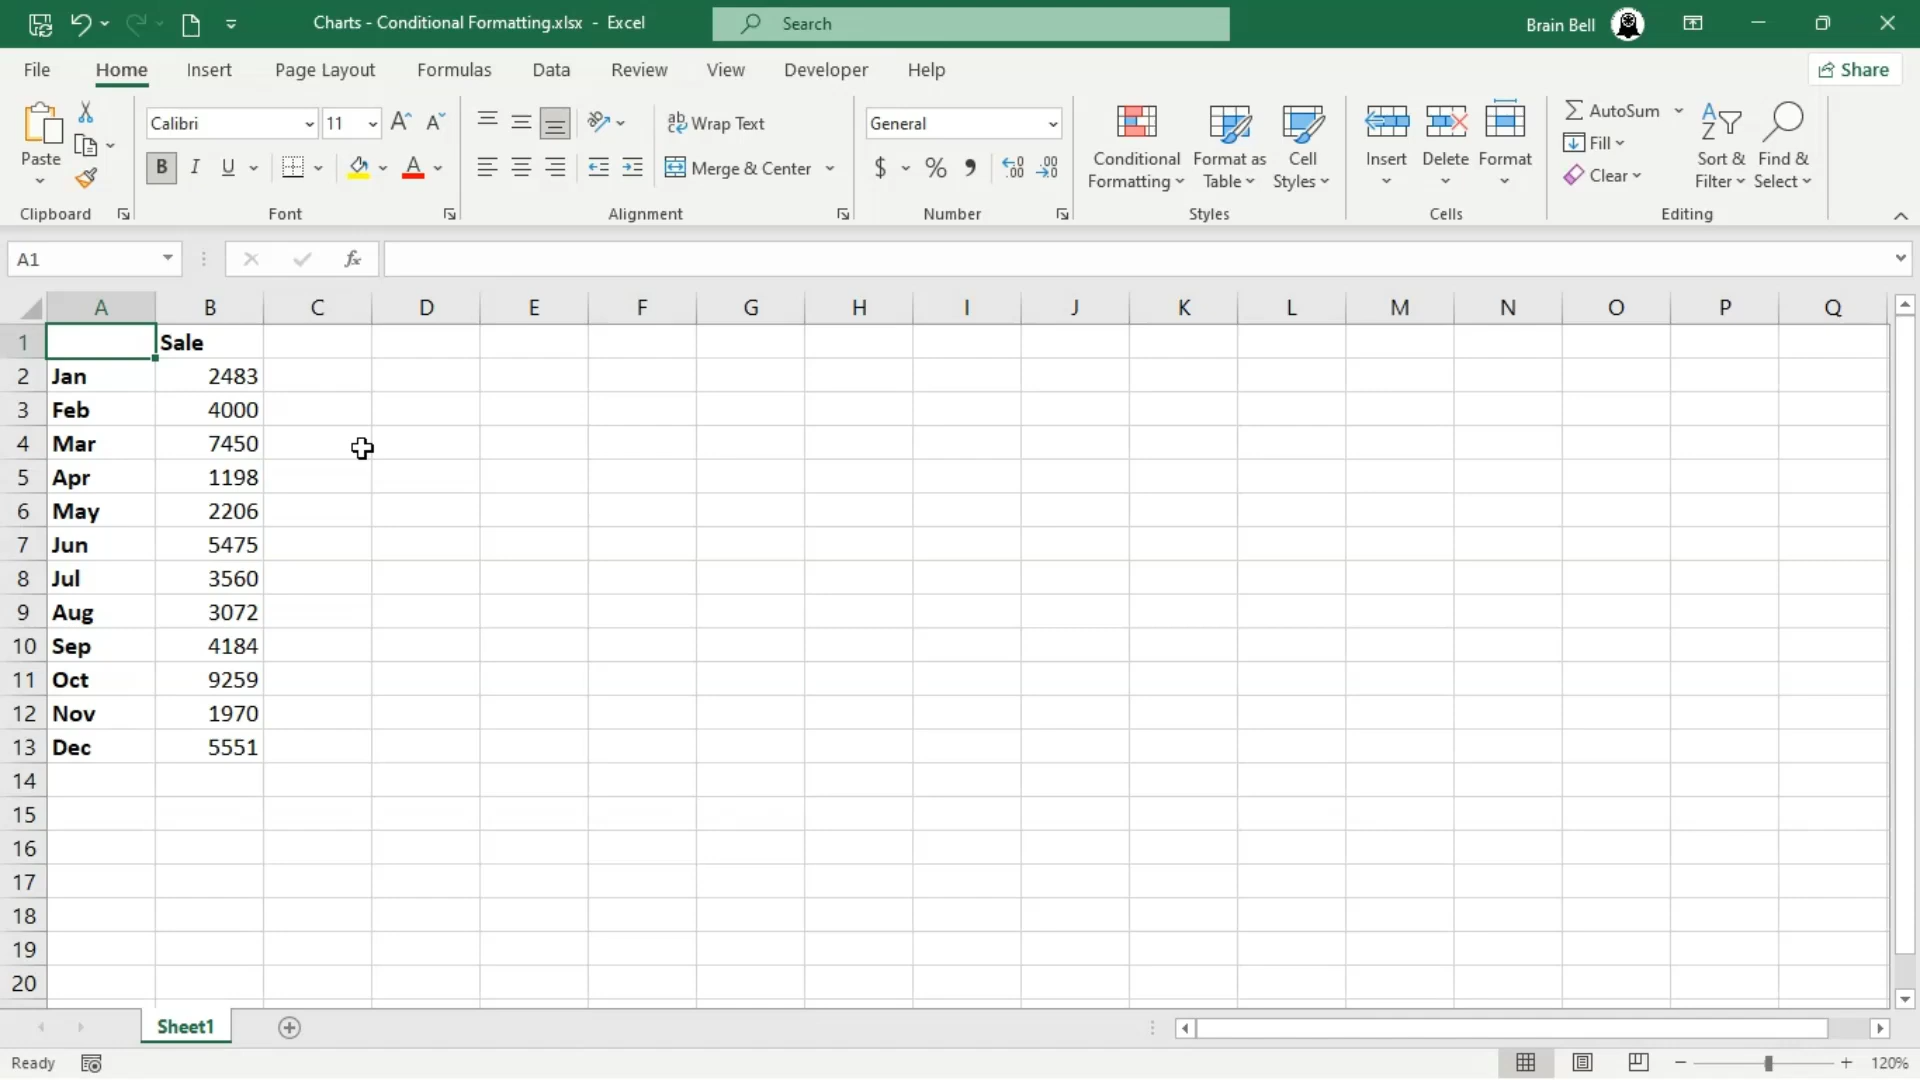 Charts - Conditional Formatting.xlsx - Excel
Search
Brain Bell
File Home Insert Page Layout Formulas Data Review View Developer Help
Share
Paste
Clipboard
Calibri 11
B I U
Font
Wrap Text
Merge & Center
Alignment
General
$ % ,
Number
Conditional Formatting
Format as Table
Cell Styles
Styles
Insert
Delete
Format
Cells
AutoSum
Fill
Clear
Sort & Filter
Find & Select
Editing
A1
fx
A B C D E F G H I J K L M N O P Q
1 Sale
2 Jan 2483
3 Feb 4000
4 Mar 7450
5 Apr 1198
6 May 2206
7 Jun 5475
8 Jul 3560
9 Aug 3072
10 Sep 4184
11 Oct 9259
12 Nov 1970
13 Dec 5551
14
15
16
17
18
19
20
Sheet1
Ready
120%